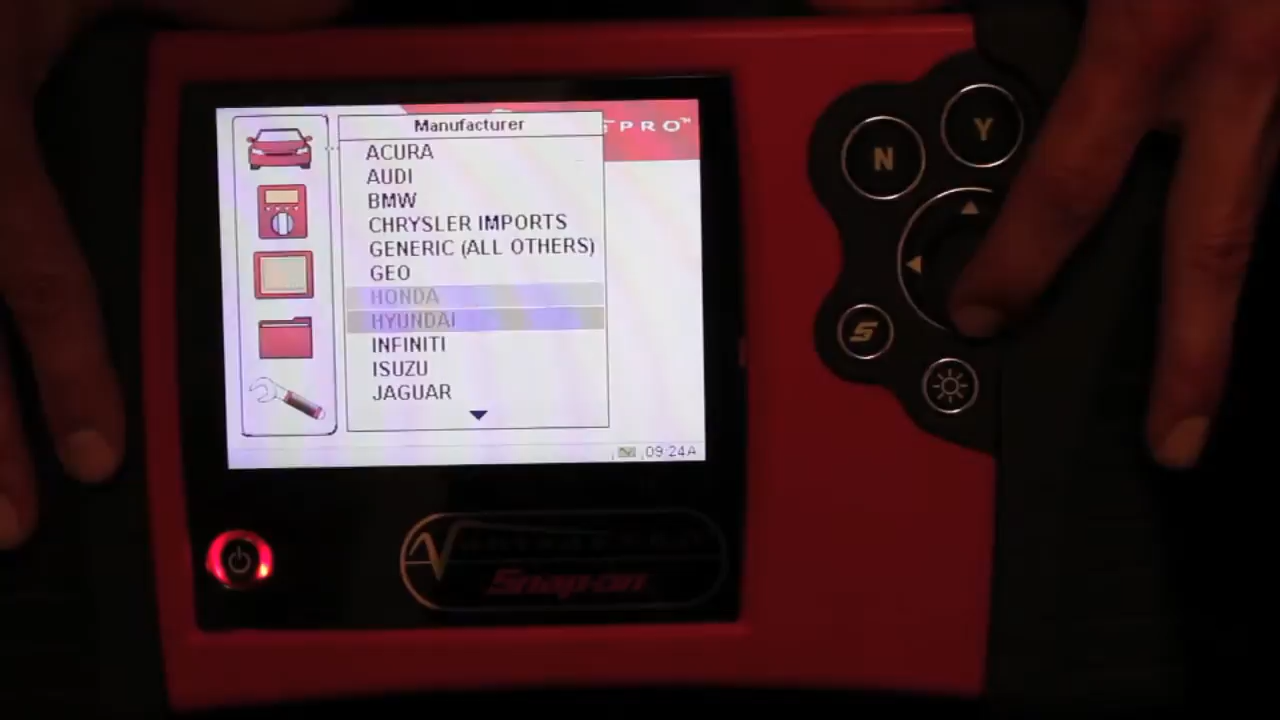 PRO™
Manufacturer
ACURA
AUDI
BMW
CHRYSLER IMPORTS
GENERIC (ALL OTHERS)
GEO
HONDA
HYUNDAI
INFINITI
ISUZU
JAGUAR
09:24A
N
Y
S
Snap-on